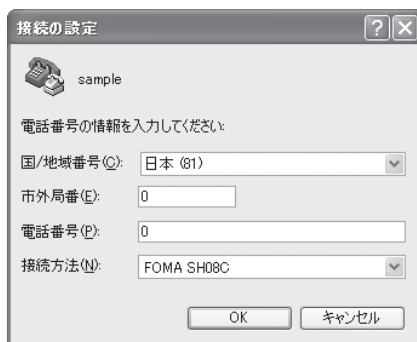 接続の設定
sample
電話番号の情報を入力してください:
国/地域番号(C): 日本 (81)
市外局番(E): 0
電話番号(P): 0
接続方法(N): FOMA SH08C
OK キャンセル